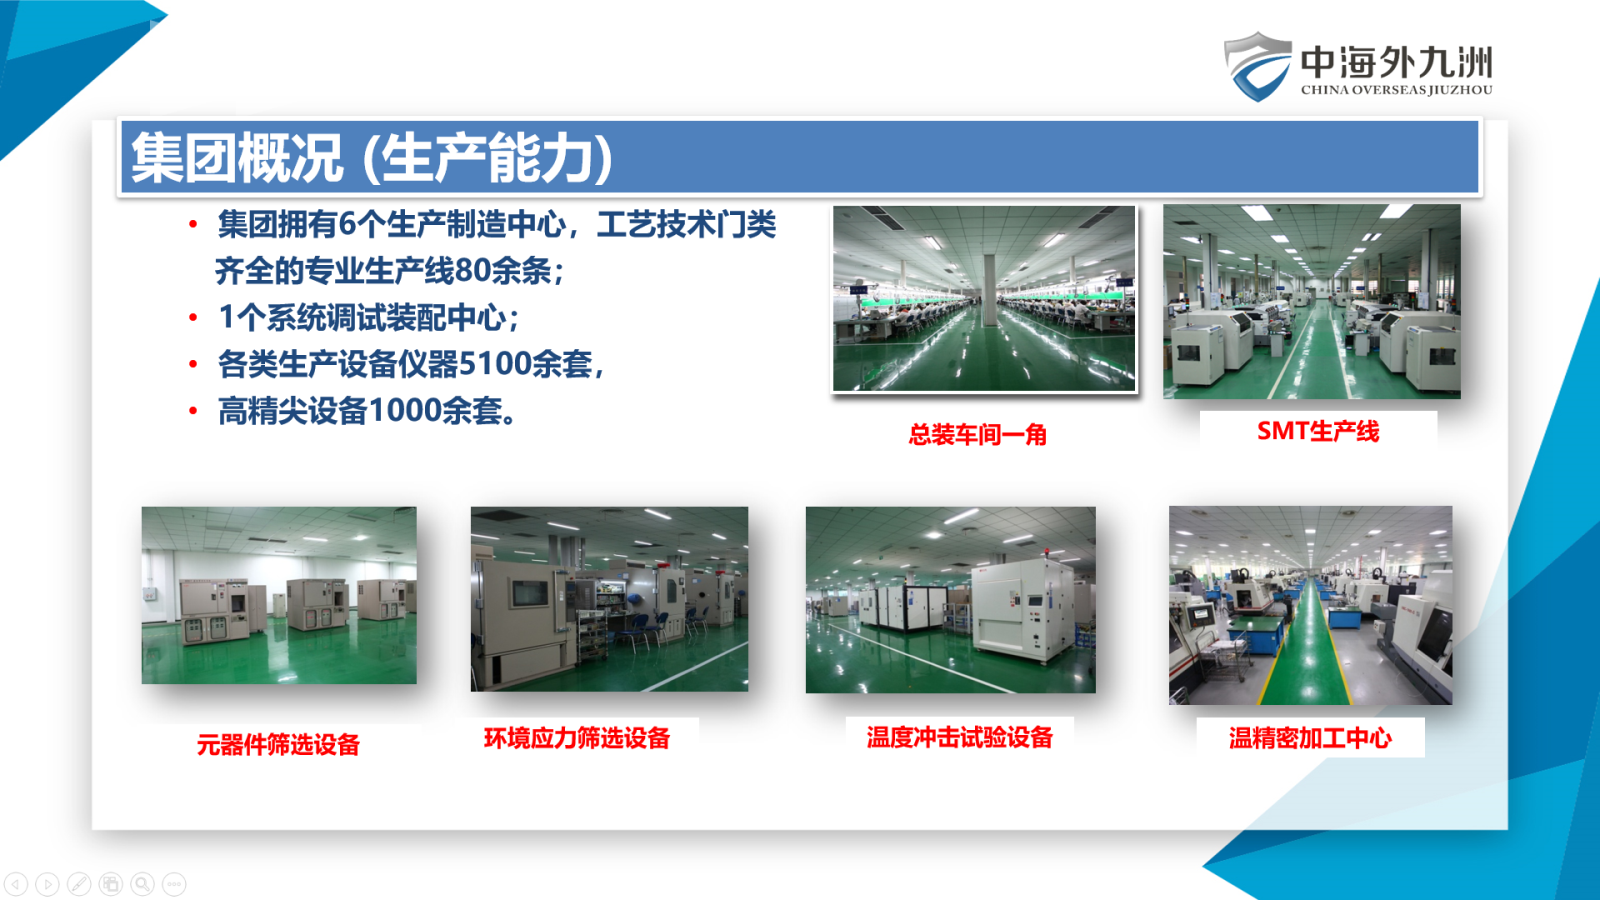 中海外九洲
CHINA OVERSEAS JIUZHOU
集团概况 (生产能力)
• 集团拥有6个生产制造中心，工艺技术门类
齐全的专业生产线80余条；
• 1个系统调试装配中心；
• 各类生产设备仪器5100余套，
• 高精尖设备1000余套。
总装车间一角
SMT生产线
元器件筛选设备
环境应力筛选设备
温度冲击试验设备
温精密加工中心